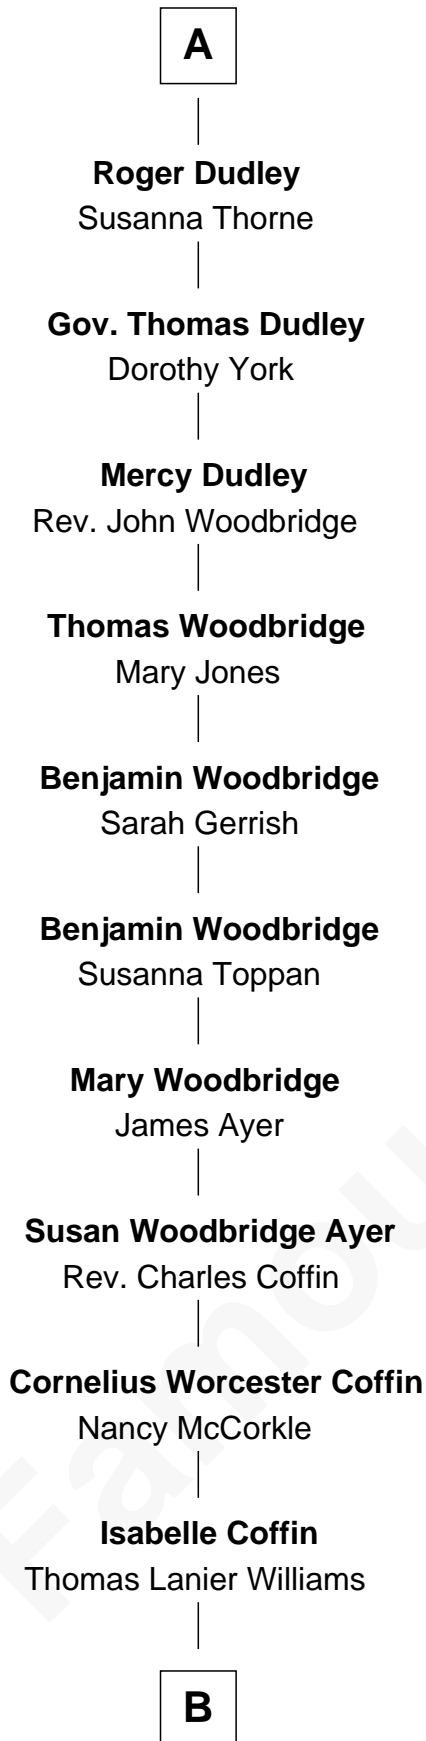 A
Roger Dudley
Susanna Thorne
Gov. Thomas Dudley
Dorothy York
Mercy Dudley
Rev. John Woodbridge
Thomas Woodbridge
Mary Jones
Benjamin Woodbridge
Sarah Gerrish
Benjamin Woodbridge
Susanna Toppan
Mary Woodbridge
James Ayer
Susan Woodbridge Ayer
Rev. Charles Coffin
Cornelius Worcester Coffin
Nancy McCorkle
Isabelle Coffin
Thomas Lanier Williams
B